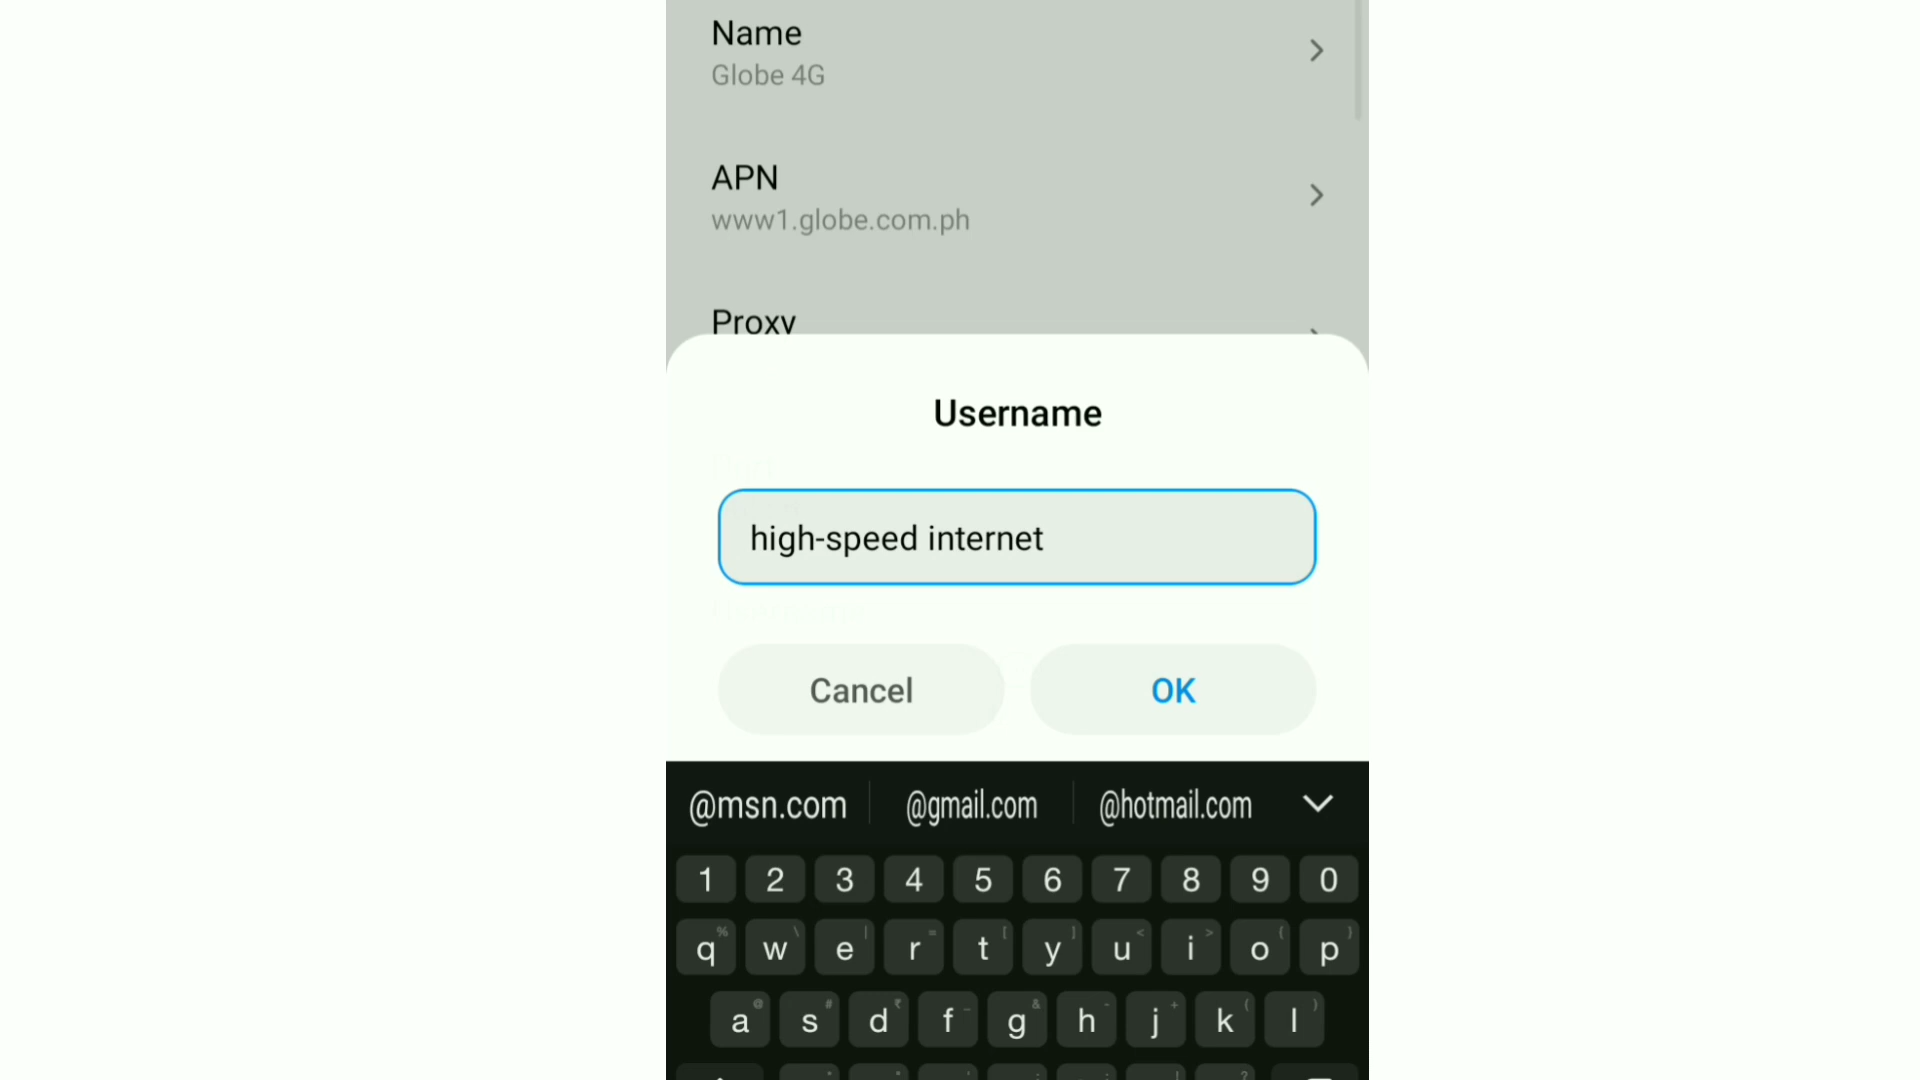 Name
Globe 4G
APN
www1.globe.com.ph
Proxy
Username
high-speed internet
Cancel OK
@msn.com @gmail.com @hotmail.com
1 2 3 4 5 6 7 8 9 0
q w e r t y u i o p
a s d f g h j k l